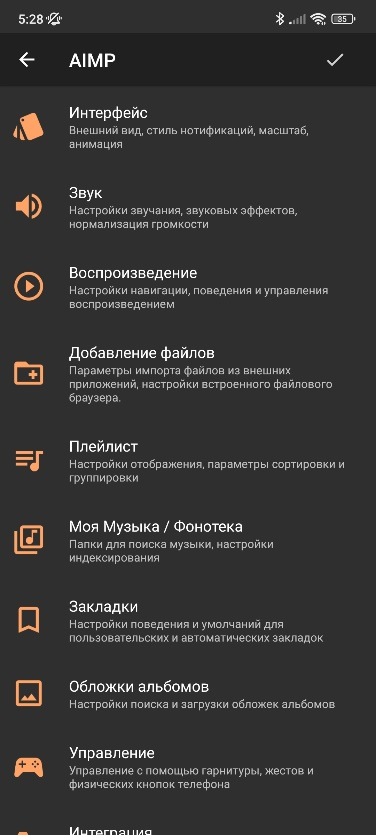 5:28
85
AIMP
Интерфейс
Внешний вид, стиль нотификаций, масштаб,
анимация
Звук
Настройки звучания, звуковых эффектов,
нормализация громкости
Воспроизведение
Настройки навигации, поведения и управления
воспроизведением
Добавление файлов
Параметры импорта файлов из внешних
приложений, настройки встроенного файлового
браузера.
Плейлист
Настройки отображения, параметры сортировки и
группировки
Моя Музыка / Фонотека
Папки для поиска музыки, настройки
индексирования
Закладки
Настройки поведения и умолчаний для
пользовательских и автоматических закладок
Обложки альбомов
Настройки поиска и загрузки обложек альбомов
Управление
Управление с помощью гарнитуры, жестов и
физических кнопок телефона
Интеграция